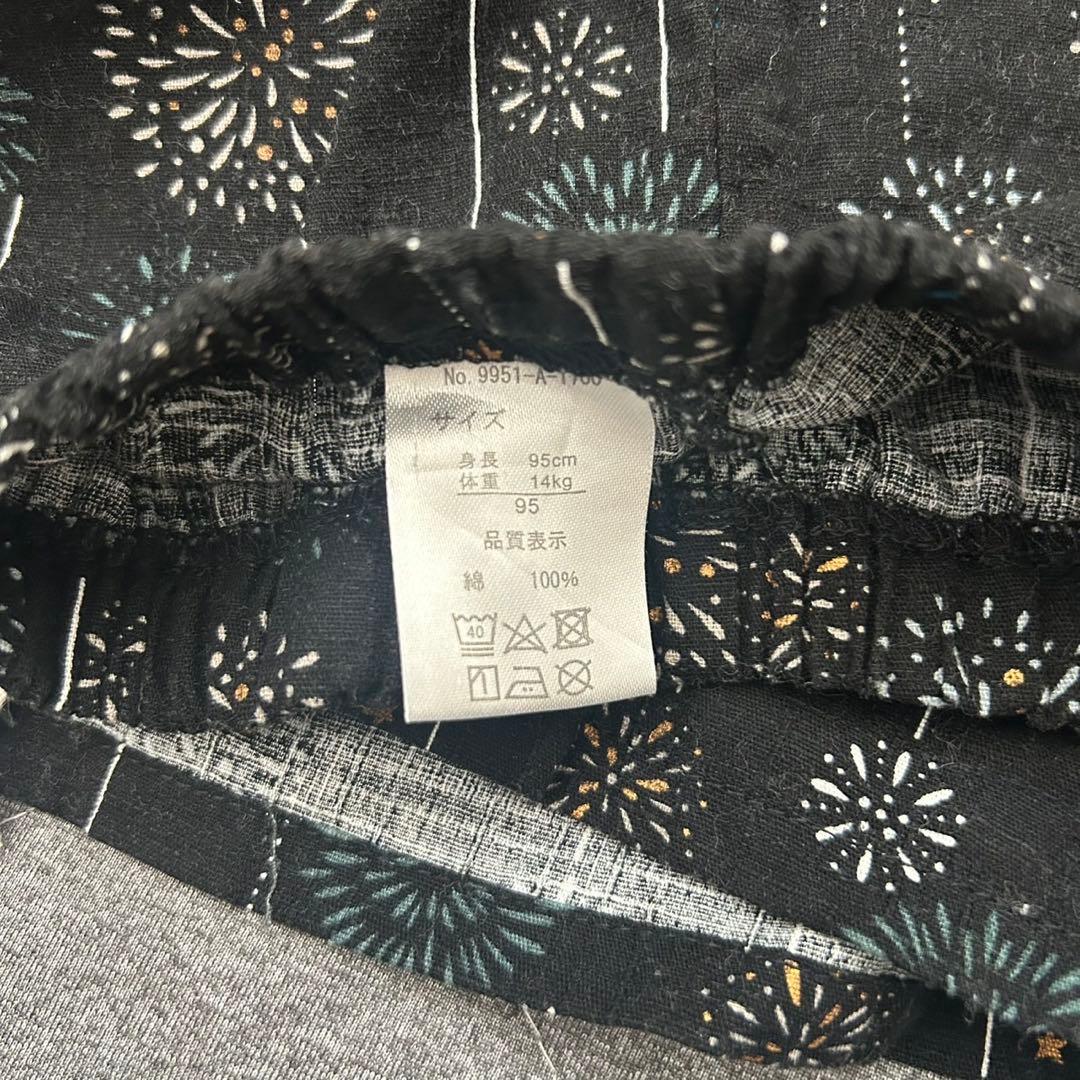 No. 9951-A-1700
サイズ
身長 95cm
体重 14kg
95
品質表示
綿 100%
40